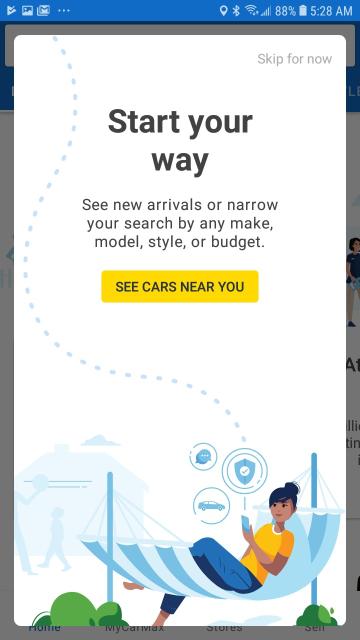 88% 5:28 AM
Skip for now
Start your
way
See new arrivals or narrow
your search by any make,
model, style, or budget.
SEE CARS NEAR YOU
Home MyCarMax Stores Sell